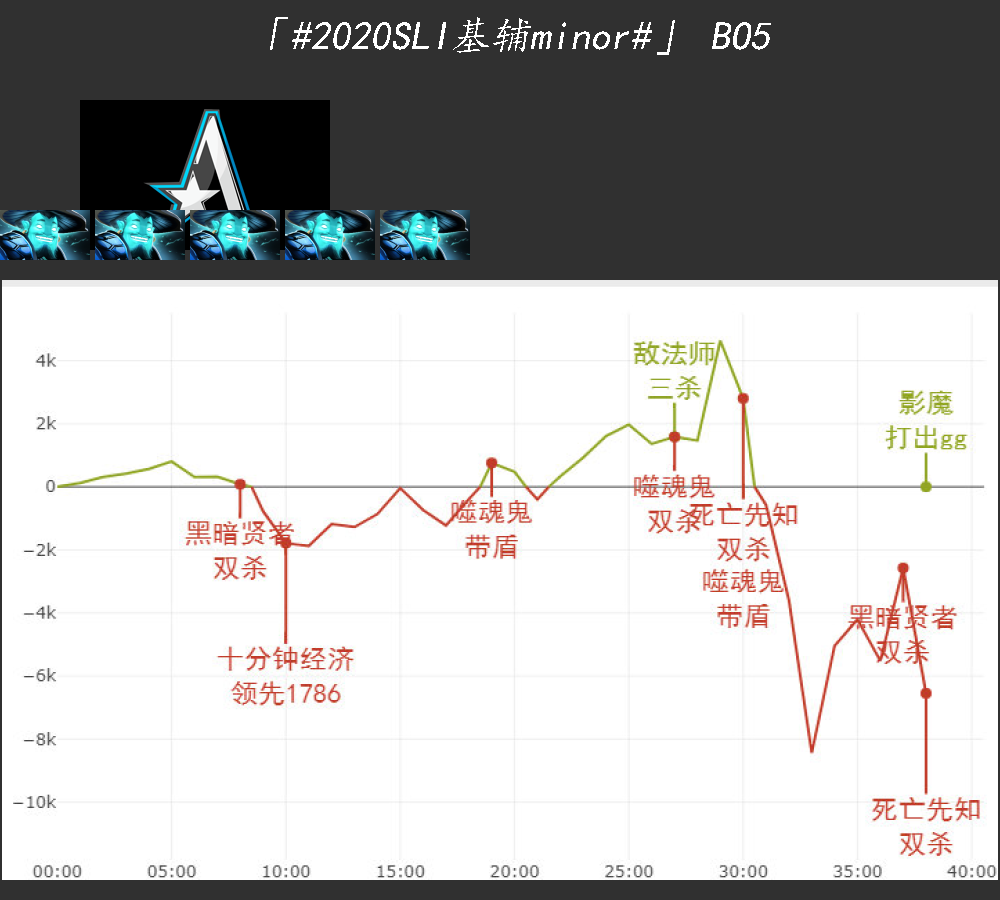 「#2020SLI基辅minor#」 BO5
4k
2k
0
−2k
−4k
−6k
−8k
−10k
敌法师
三杀
影魔
打出gg
黑暗贤者
双杀
十分钟经济
领先1786
噬魂鬼
带盾
噬魂鬼
双杀
死亡先知
双杀
噬魂鬼
带盾
黑暗贤者
双杀
死亡先知
双杀
00:00 05:00 10:00 15:00 20:00 25:00 30:00 35:00 40:00